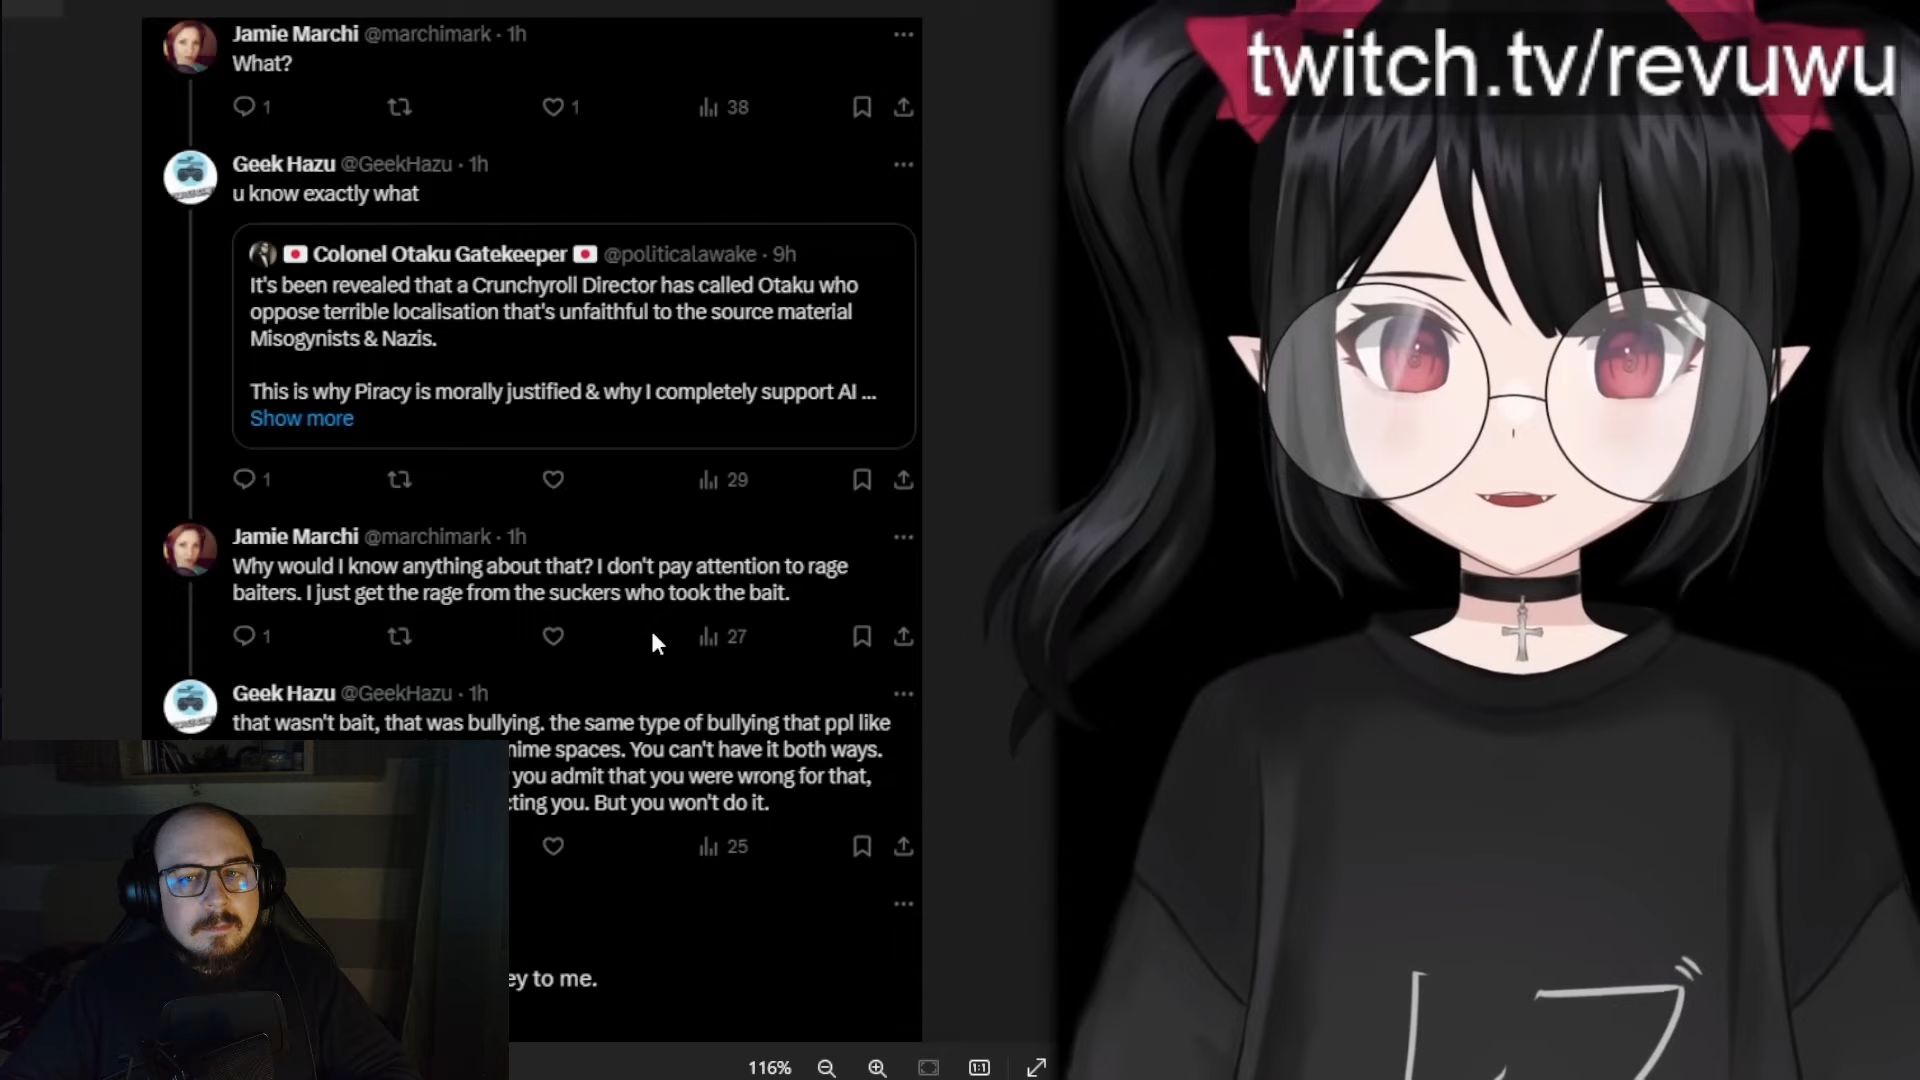 twitch.tv/revuwu
Jamie Marchi @marchimark · 1h
What?
1 1 38
Geek Hazu @GeekHazu · 1h
u know exactly what
Colonel Otaku Gatekeeper @politicalawake · 9h
It's been revealed that a Crunchyroll Director has called Otaku who
oppose terrible localisation that's unfaithful to the source material
Misogynists & Nazis.
This is why Piracy is morally justified & why I completely support AI ...
Show more
1 29
Jamie Marchi @marchimark · 1h
Why would I know anything about that? I don't pay attention to rage
baiters. I just get the rage from the suckers who took the bait.
1 27
Geek Hazu @GeekHazu · 1h
that wasn't bait, that was bullying. the same type of bullying that ppl like
spaces. You can't have it both ways.
you admit that you were wrong for that,
you. But you won't do it.
25
to me.
116%
1:1
レブ